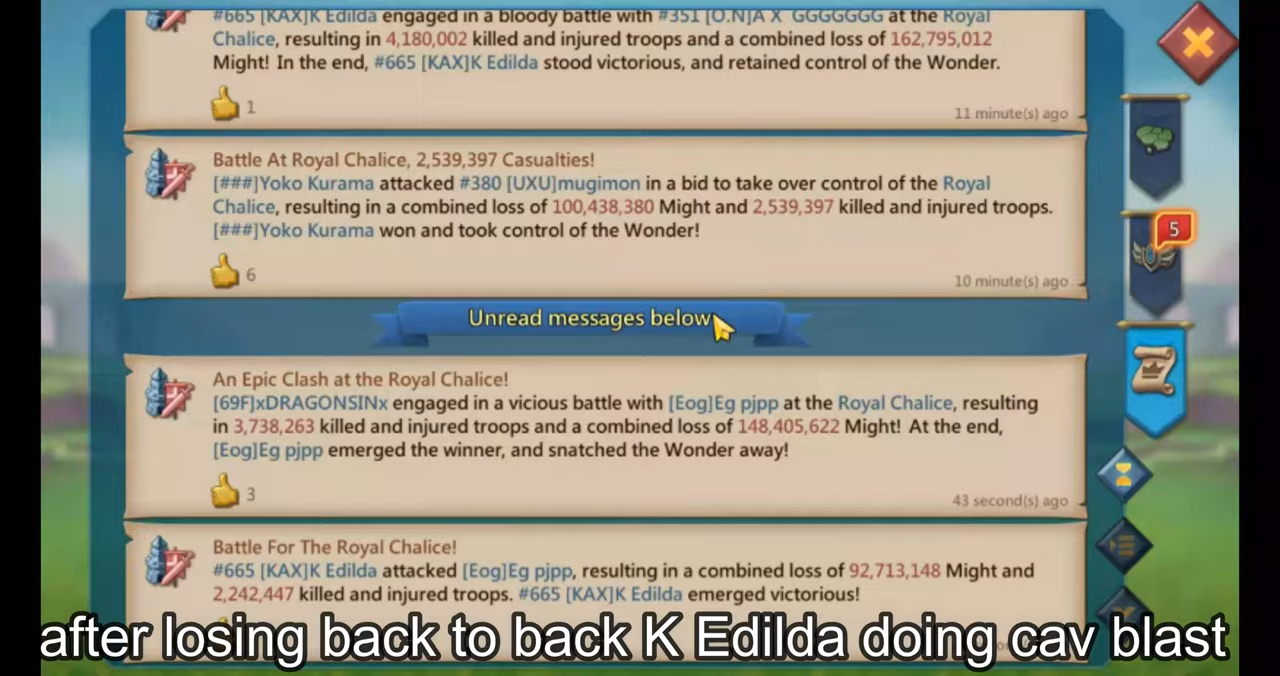 #665 [KAX]K Edilda engaged in a bloody battle with #351 [O.N]A X GGGGGGG at the Royal
Chalice, resulting in 4,180,002 killed and injured troops and a combined loss of 162,795,012
Might! In the end, #665 [KAX]K Edilda stood victorious, and retained control of the Wonder.
1
11 minute(s) ago
Battle At Royal Chalice, 2,539,397 Casualties!
[###]Yoko Kurama attacked #380 [UXU]mugimon in a bid to take over control of the Royal
Chalice, resulting in a combined loss of 100,438,380 Might and 2,539,397 killed and injured troops.
[###]Yoko Kurama won and took control of the Wonder!
6
10 minute(s) ago
5
Unread messages below
An Epic Clash at the Royal Chalice!
[69F]xDRAGONSINx engaged in a vicious battle with [Eog]Eg pjpp at the Royal Chalice, resulting
in 3,738,263 killed and injured troops and a combined loss of 148,405,622 Might! At the end,
[Eog]Eg pjpp emerged the winner, and snatched the Wonder away!
3
43 second(s) ago
Battle For The Royal Chalice!
#665 [KAX]K Edilda attacked [Eog]Eg pjpp, resulting in a combined loss of 92,713,148 Might and
2,242,447 killed and injured troops. #665 [KAX]K Edilda emerged victorious!
after losing back to back K Edilda doing cav blast